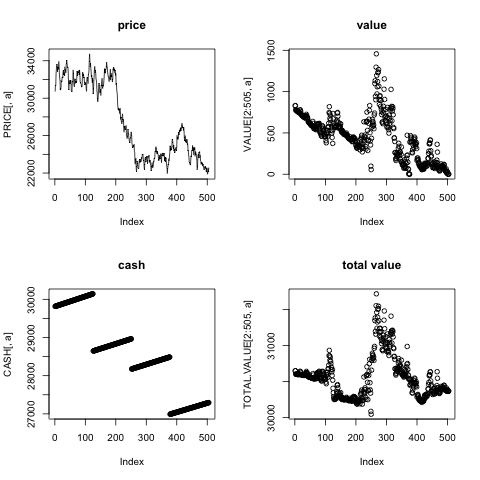 price
PRICE[, a]
22000 26000 30000 34000
0 100 200 300 400 500
Index
value
VALUE[2:505, a]
0 500 1000 1500
0 100 200 300 400 500
Index
cash
CASH[, a]
27000 28000 29000 30000
0 100 200 300 400 500
Index
total value
TOTAL.VALUE[2:505, a]
30000 31000
0 100 200 300 400 500
Index